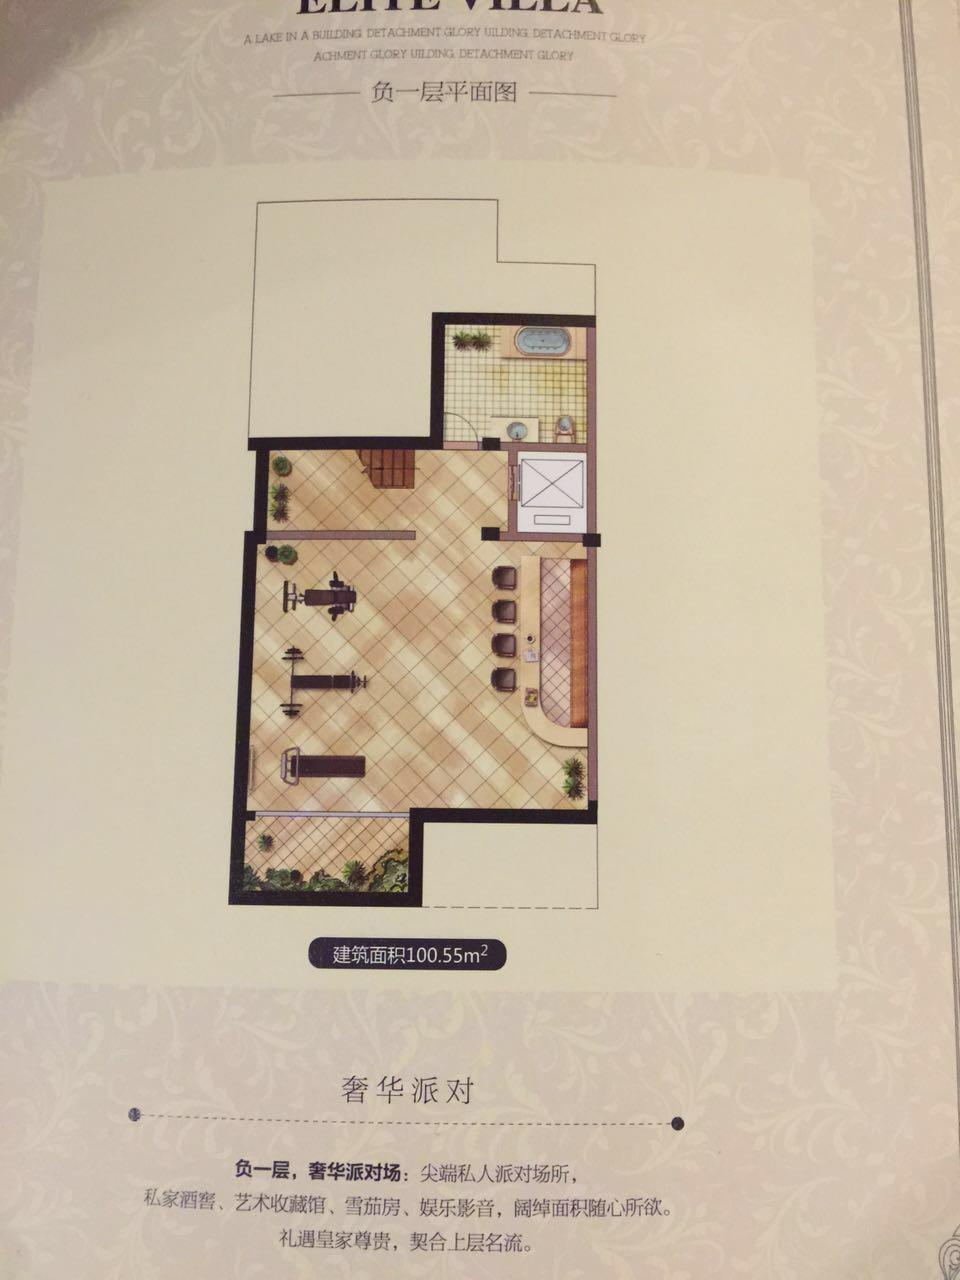 ELITE VILLA
A LAKE IN A BUILDING. DETACHMENT GLORY UILDING. DETACHMENT GLORY
ACHMENT GLORY UILDING. DETACHMENT GLORY
负一层平面图
建筑面积100.55m²
奢华派对
负一层，奢华派对场：尖端私人派对场所，
私家酒窖、艺术收藏馆、雪茄房、娱乐影音，阔绰面积随心所欲。
礼遇皇家尊贵，契合上层名流。